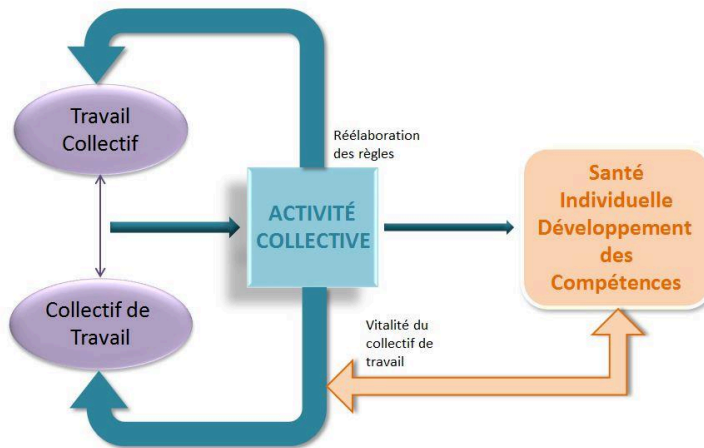 Travail
Collectif
Réélaboration
des règles
ACTIVITÉ
COLLECTIVE
Santé
Individuelle
Développement
des
Compétences
Collectif de
Travail
Vitalité du
collectif de
travail